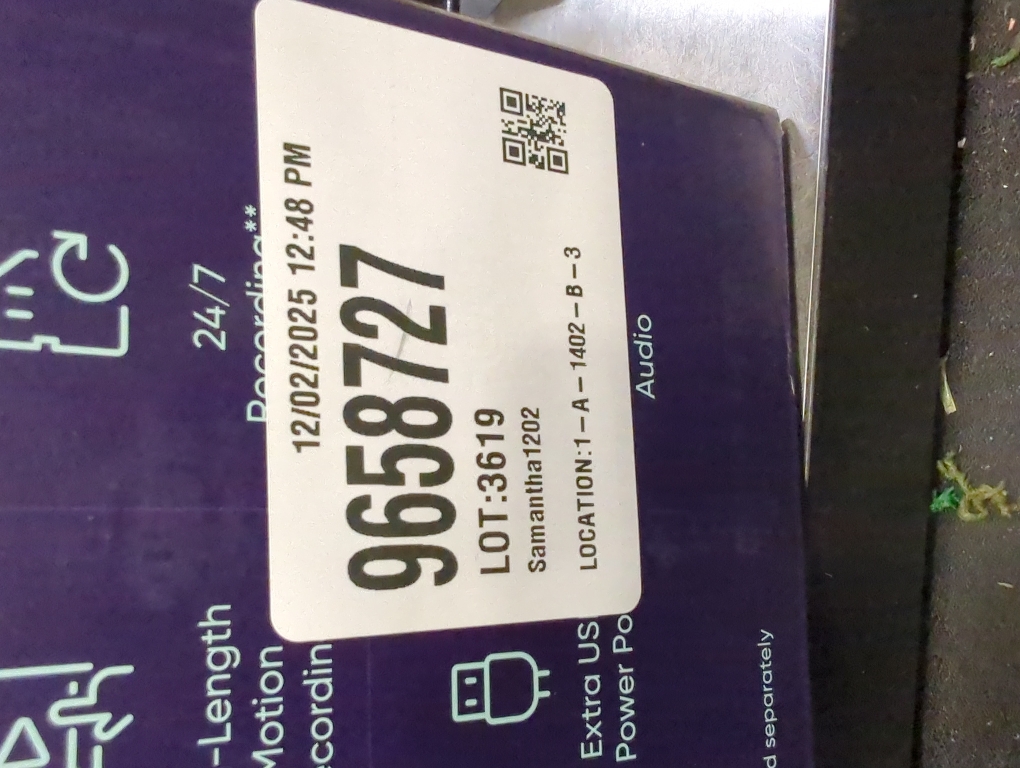 24/7
Recording**
12/02/2025 12:48 PM
9658727
LOT:3619
Samantha1202
LOCATION:1-A-1402-B-3
Audio
-Length
Motion
Extra US
Power Po
separately